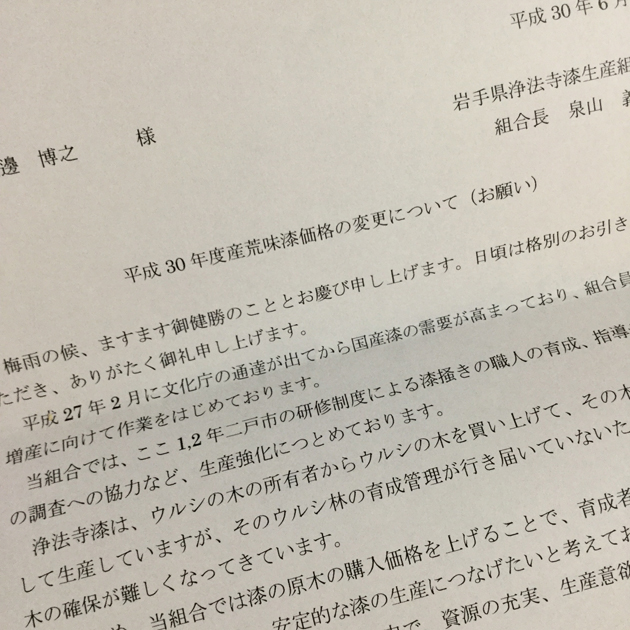 平成30年6月
岩手県浄法寺漆生産組
組合長 泉山 義
邊 博之 様
平成30年度産荒味漆価格の変更について（お願い）
梅雨の候、ますます御健勝のこととお慶び申し上げます。日頃は格別のお引き
ただき、ありがたく御礼申し上げます。
平成27年2月に文化庁の通達が出てから国産漆の需要が高まっており、組合員
増産に向けて作業をはじめております。
当組合では、ここ1,2年二戸市の研修制度による漆掻きの職人の育成、指導
の調査への協力など、生産強化につとめております。
浄法寺漆は、ウルシの木の所有者からウルシの木を買い上げて、その木
して生産していますが、そのウルシ林の育成管理が行き届いていないた
木の確保が難しくなってきています。
当組合では漆の原木の購入価格を上げることで、育成者
安定的な漆の生産につなげたいと考えてお
で、資源の充実、生産意欲